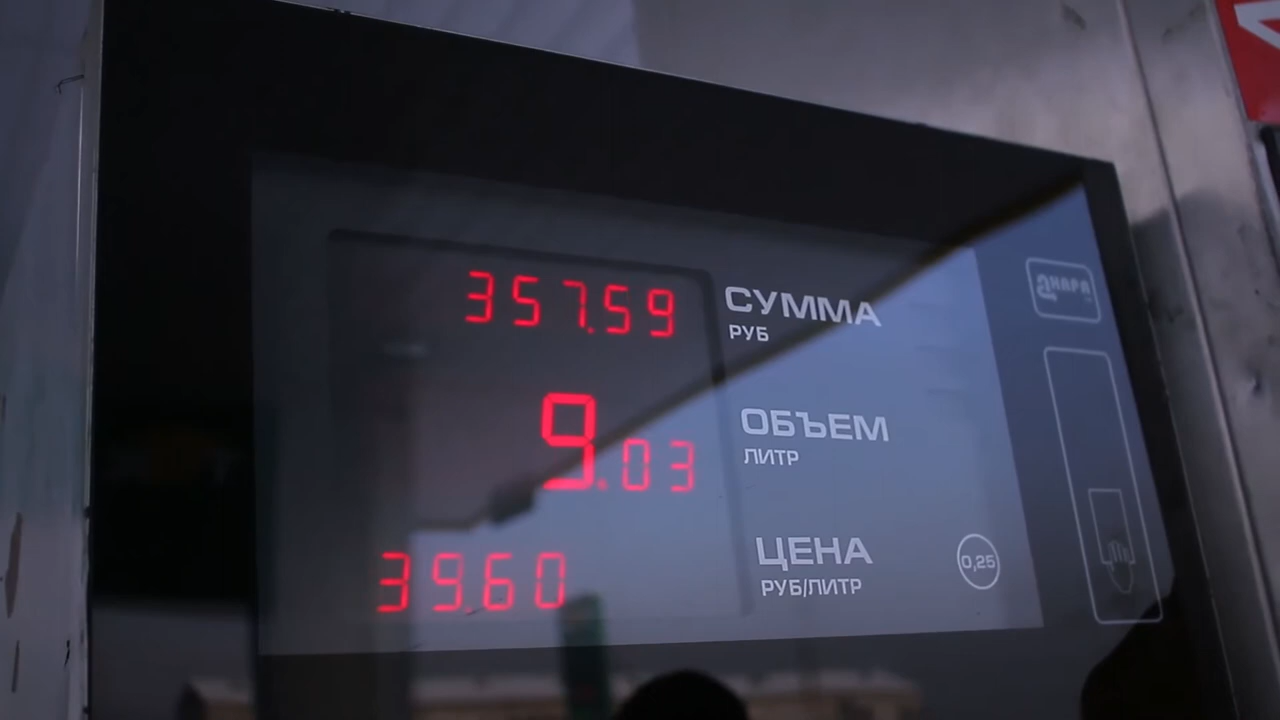 357.59
СУММА
РУБ
9.03
ОБЪЕМ
ЛИТР
39.60
ЦЕНА
РУБ/ЛИТР
0,25